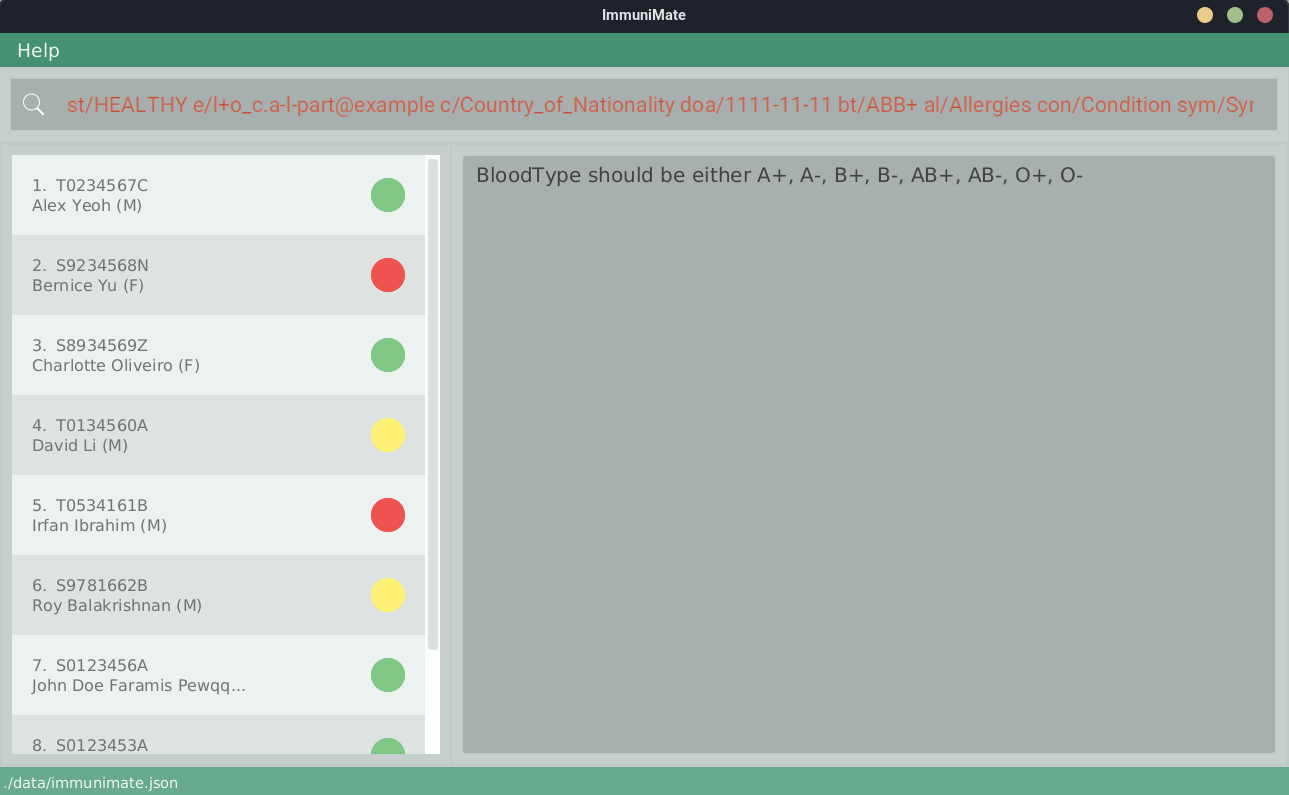 ImmuniMate
Help
st/HEALTHY e/l+o_c.a-l-part@example c/Country_of_Nationality doa/1111-11-11 bt/ABB+ al/Allergies con/Condition sym/Syr
1. T0234567C
Alex Yeoh (M)
2. S9234568N
Bernice Yu (F)
3. S8934569Z
Charlotte Oliveiro (F)
4. T0134560A
David Li (M)
5. T0534161B
Irfan Ibrahim (M)
6. S9781662B
Roy Balakrishnan (M)
7. S0123456A
John Doe Faramis Pewqq...
8. S0123453A
BloodType should be either A+, A-, B+, B-, AB+, AB-, O+, O-
./data/immunimate.json